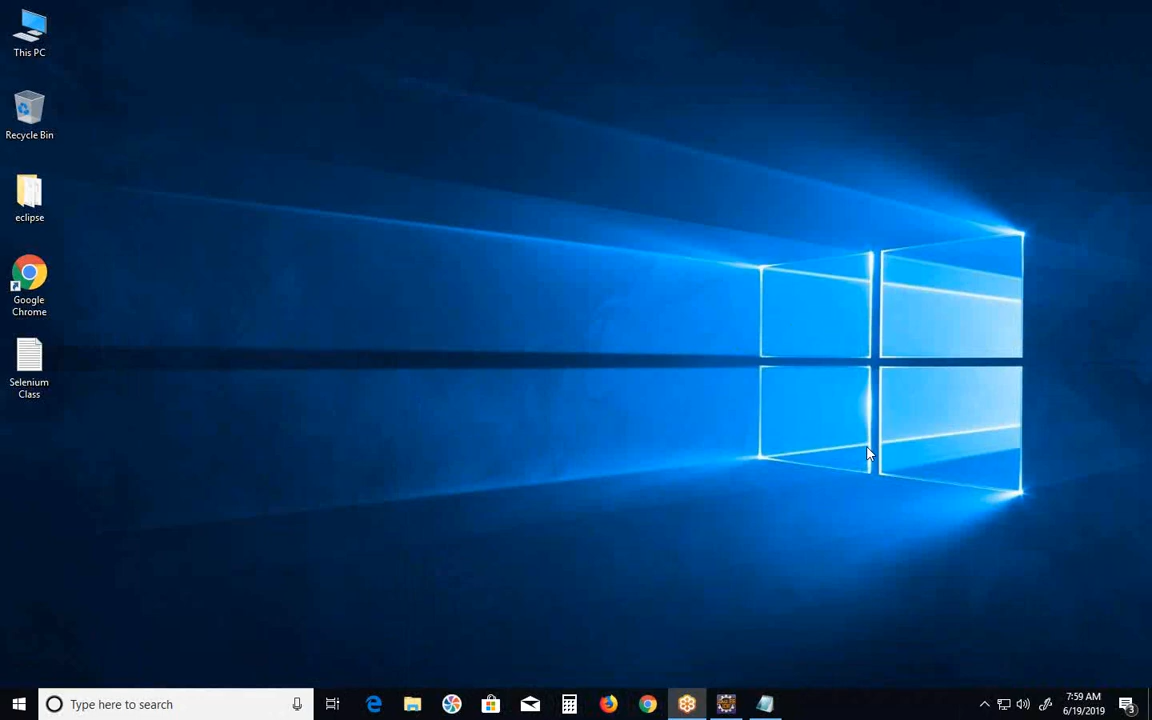 This PC
Recycle Bin
eclipse
Google
Chrome
Selenium
Class
Type here to search
7:59 AM
6/19/2019
3